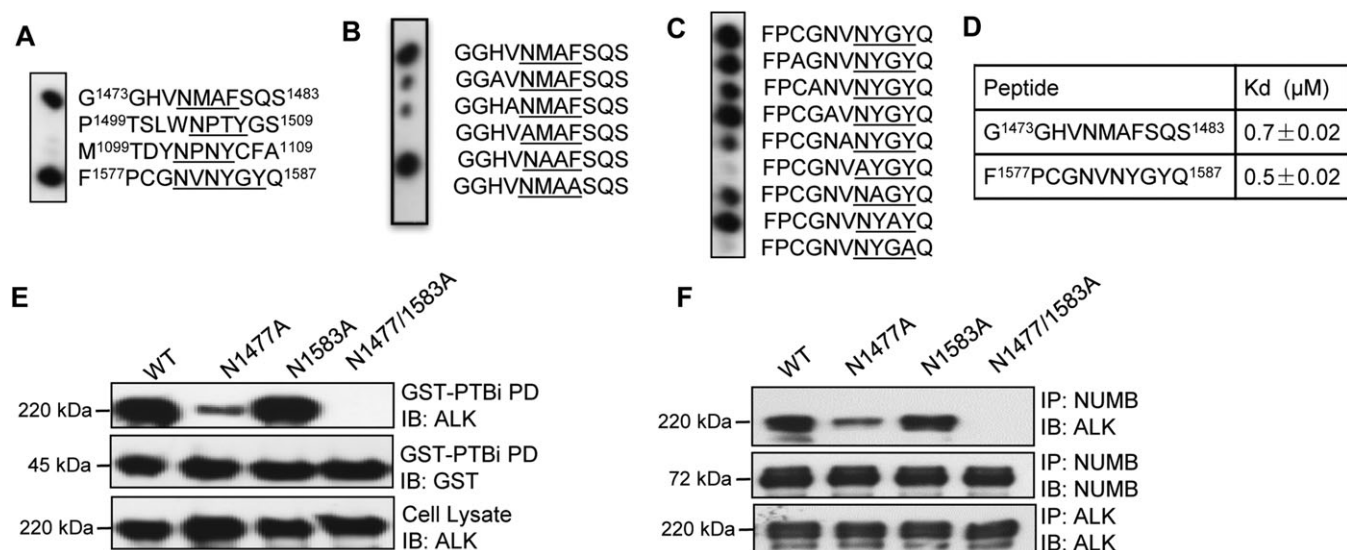 A
G1473GHVNMAFSQS1483
P1499TSLWNPTYGS1509
M1099TDYNPNYCFA1109
F1577PCGNVNYGYQ1587
B
GGHVNMAFSQS
GGAVNMAFSQS
GGHANMAFSQS
GGHVAMAFSQS
GGHVNAAFSQS
GGHVNMAASQS
C
FPCGNVNYGYQ
FPAGNVNYGYQ
FPCANVNYGYQ
FPCGAVNYGYQ
FPCGNANYGYQ
FPCGNVAYGYQ
FPCGNVNAGYQ
FPCGNVNYAYQ
FPCGNVNYGAQ
D
Peptide Kd (μM)
G1473GHVNMAFSQS1483 0.7±0.02
F1577PCGNVNYGYQ1587 0.5±0.02
E
WT N1477A N1583A N1477/1583A
220 kDa GST-PTBi PD
IB: ALK
45 kDa GST-PTBi PD
IB: GST
220 kDa Cell Lysate
IB: ALK
F
WT N1477A N1583A N1477/1583A
220 kDa IP: NUMB
IB: ALK
72 kDa IP: NUMB
IB: NUMB
220 kDa IP: ALK
IB: ALK